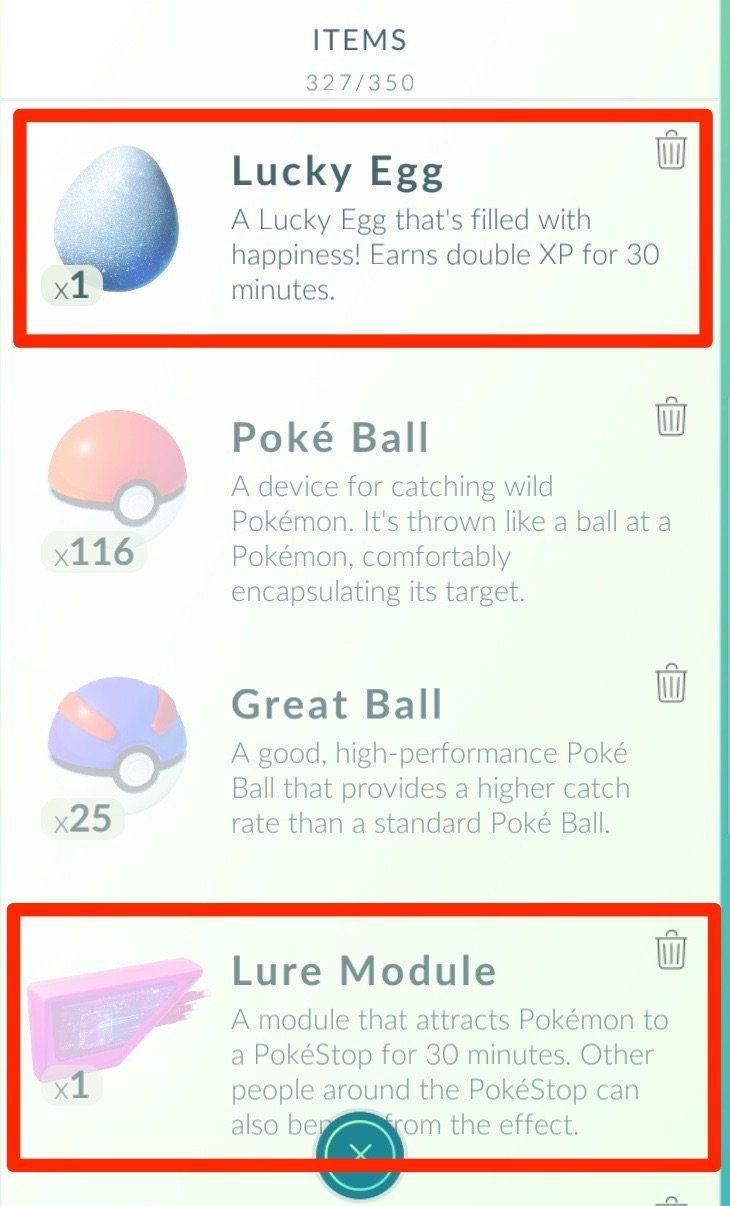 ITEMS
327/350
Lucky Egg
A Lucky Egg that's filled with
happiness! Earns double XP for 30
minutes.
x1
Poké Ball
A device for catching wild
Pokémon. It's thrown like a ball at a
Pokémon, comfortably
encapsulating its target.
x116
Great Ball
A good, high-performance Poké
Ball that provides a higher catch
rate than a standard Poké Ball.
x25
Lure Module
A module that attracts Pokémon to
a PokéStop for 30 minutes. Other
people around the PokéStop can
also from the effect.
x1